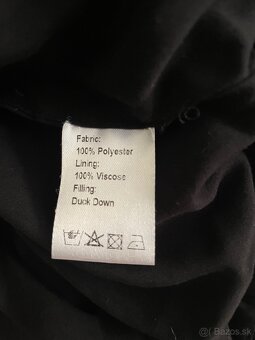 Fabric:
100% Polyester
Lining:
100% Viscose
Filling:
Duck Down
Bazos.sk